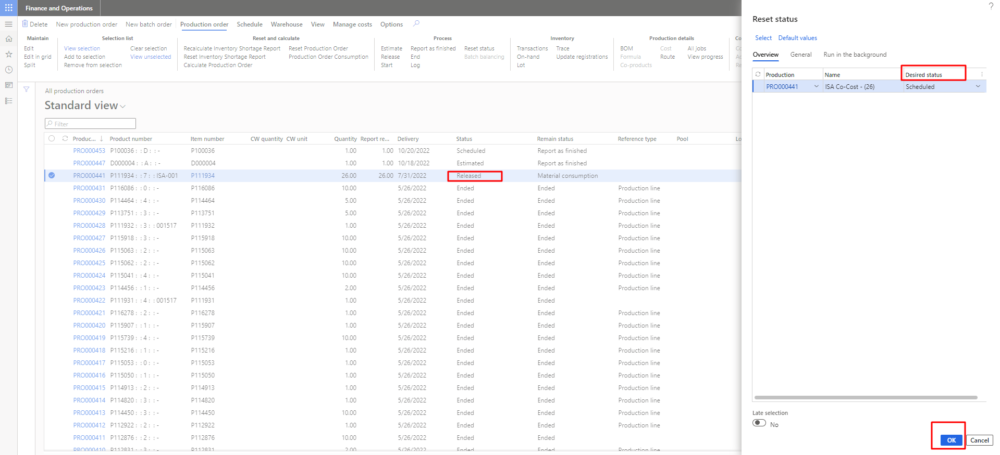 Finance and Operations
?
Delete New production order New batch order Production order Schedule Warehouse View Manage costs Options
Maintain
Edit
Edit in grid
Split
Selection list
View selection Clear selection
Add to selection View unselected
Remove from selection
Reset and calculate
Recalculate Inventory Shortage Report Reset Production Order
Reset Inventory Shortage Report Production Order Consumption
Calculate Production Order
Process
Estimate Report as finished Reset status
Release End Batch balancing
Start Log
Inventory
Transactions Trace
On-hand Update registrations
Lot
Production details
BOM Cost All jobs
Formula Route View progress
Co-products
Co
Co
Re
All production orders
Standard view
Filter
Produc... ↓ Product number Item number CW quantity CW unit Quantity Report re... Delivery Status Remain status Reference type Pool Lo
PRO000453 P100036 : : D : : - P100036 1.00 1.00 10/20/2022 Scheduled Report as finished
PRO000447 D000004 : : A : : - D000004 1.00 1.00 10/18/2022 Estimated Report as finished
PRO000441 P111934 : : 7 : : ISA-001 P111934 26.00 26.00 7/31/2022 Released Material consumption
PRO000431 P116086 : : 0 : : - P116086 10.00 5/26/2022 Ended Ended Production line
PRO000430 P114464 : : 4 : : - P114464 5.00 5/26/2022 Ended Ended Production line
PRO000429 P113751 : : 3 : : - P113751 5.00 5/26/2022 Ended Ended Production line
PRO000428 P111932 : : 3 : : 001517 P111932 1.00 5/26/2022 Ended Ended Production line
PRO000427 P115918 : : 3 : : - P115918 10.00 5/26/2022 Ended Ended Production line
PRO000426 P115063 : : 2 : : - P115063 10.00 5/26/2022 Ended Ended Production line
PRO000425 P115062 : : 2 : : - P115062 10.00 5/26/2022 Ended Ended Production line
PRO000424 P115041 : : 4 : : - P115041 10.00 5/26/2022 Ended Ended Production line
PRO000423 P114456 : : 1 : : - P114456 2.00 5/26/2022 Ended Ended Production line
PRO000422 P111931 : : 4 : : 001517 P111931 1.00 5/26/2022 Ended Ended
PRO000421 P116278 : : 2 : : - P116278 1.00 5/26/2022 Ended Ended Production line
PRO000420 P115907 : : 1 : : - P115907 1.00 5/26/2022 Ended Ended Production line
PRO000419 P115739 : : 4 : : - P115739 10.00 5/26/2022 Ended Ended Production line
PRO000418 P115216 : : 1 : : - P115216 1.00 5/26/2022 Ended Ended Production line
PRO000417 P115053 : : 0 : : - P115053 1.00 5/26/2022 Ended Ended Production line
PRO000416 P115050 : : 1 : : - P115050 1.00 5/26/2022 Ended Ended Production line
PRO000415 P114913 : : 2 : : - P114913 1.00 5/26/2022 Ended Ended Production line
PRO000414 P114820 : : 3 : : - P114820 1.00 5/26/2022 Ended Ended Production line
PRO000413 P114450 : : 3 : : - P114450 10.00 5/26/2022 Ended Ended Production line
PRO000412 P112922 : : 2 : : - P112922 1.00 5/26/2022 Ended Ended Production line
PRO000411 P112876 : : 2 : : - P112876 10.00 5/26/2022 Ended Ended
PRO000410 P112831 : : 3 : : - P112831 2.00 5/26/2022 Ended Ended Production line
Reset status
Select Default values
Overview General Run in the background
Production Name Desired status
PRO000441 ISA Co-Cost - (26) Scheduled
Late selection
No
OK Cancel